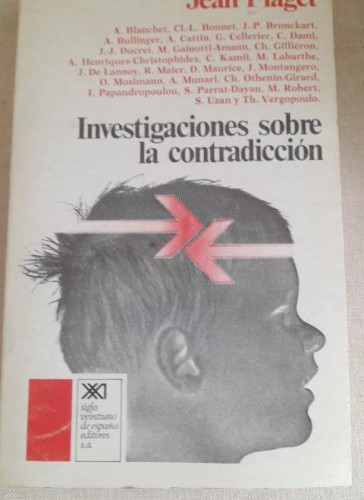 Jean Piaget
A. Blanchet, Cl.-L. Bonnet, J.-P. Bronckart,
A. Bullinger, A. Cattin, G. Cellerier, C. Dami,
J.-J. Ducret, M. Gainotti-Amann, Ch. Gilliéron,
A. Henriques-Christophides, C. Kamii, M. Labarthe,
J. De Lannoy, R. Maier, D. Maurice, J. Montangero,
O. Mosimann, A. Munari, Ch. Othenin-Girard,
I. Papandropoulou, S. Parrat-Dayan, M. Robert,
S. Uzan y Th. Vergopoulo.
Investigaciones sobre
la contradicción
siglo
veintiuno
de españa
editores
s.a.